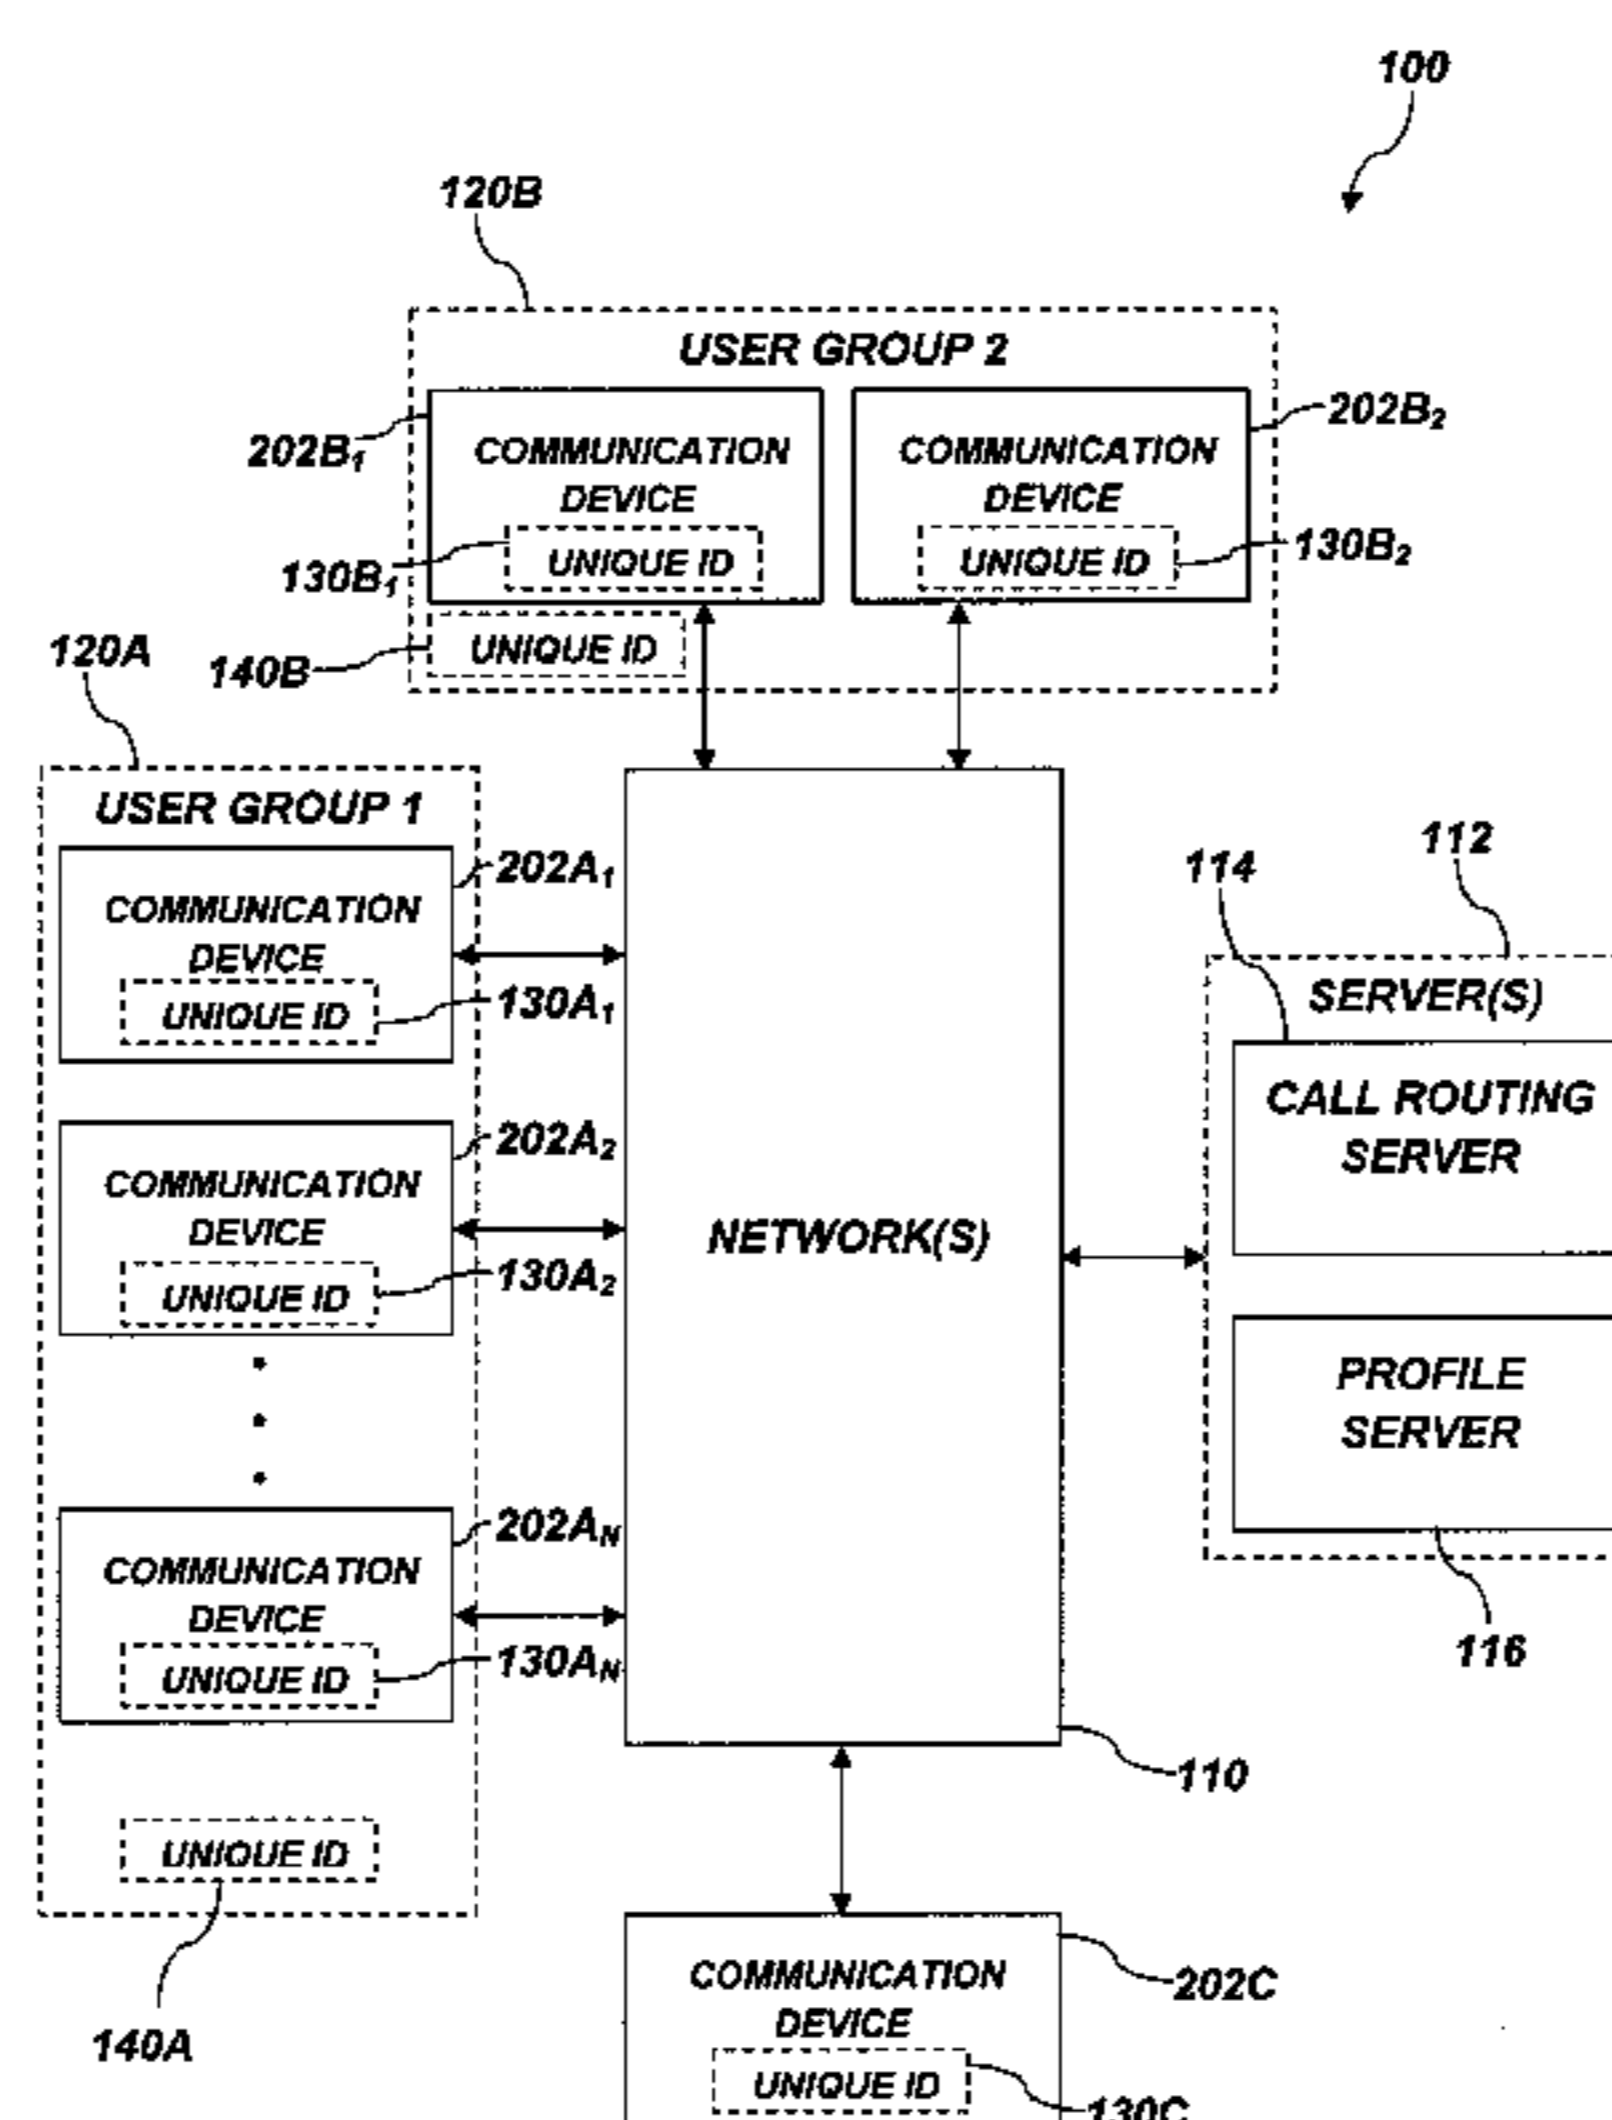 100
120B
USER GROUP 2
202B1
COMMUNICATION
DEVICE
UNIQUE ID
130B1
COMMUNICATION
DEVICE
UNIQUE ID
202B2
130B2
UNIQUE ID
140B
120A
USER GROUP 1
COMMUNICATION
DEVICE
UNIQUE ID
202A1
130A1
COMMUNICATION
DEVICE
UNIQUE ID
202A2
130A2
COMMUNICATION
DEVICE
UNIQUE ID
202AN
130AN
UNIQUE ID
140A
NETWORK(S)
110
112
114
SERVER(S)
CALL ROUTING
SERVER
PROFILE
SERVER
116
COMMUNICATION
DEVICE
UNIQUE ID
202C
130C